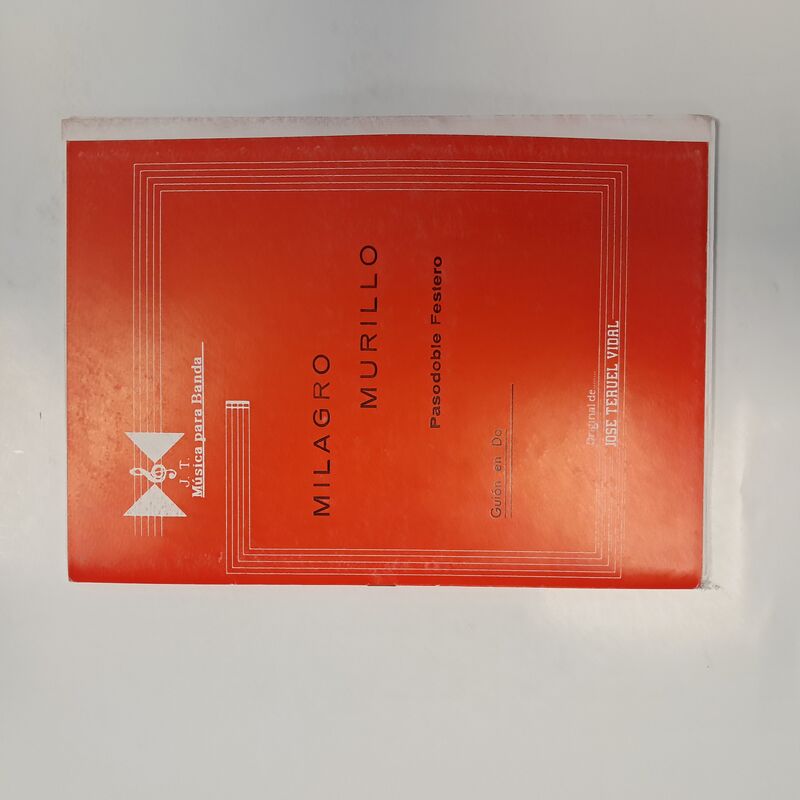 J. T.
Música para Banda
MILAGRO
MURILLO
Pasodoble Festero
Guión en Do
Original de......
JOSE TERUEL VIDAL